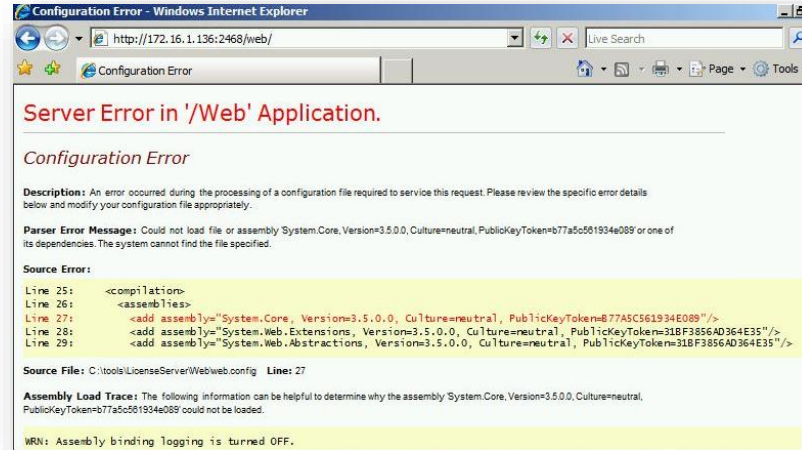 Configuration Error - Windows Internet Explorer
http://172.16.1.136:2468/web/
Live Search
Configuration Error
Page
Tools
Server Error in '/Web' Application.
Configuration Error
Description: An error occurred during the processing of a configuration file required to service this request. Please review the specific error details
below and modify your configuration file appropriately.
Parser Error Message: Could not load file or assembly 'System.Core, Version=3.5.0.0, Culture=neutral, PublicKeyToken=b77a5c561934e089' or one of
its dependencies. The system cannot find the file specified.
Source Error:
Line 25: <compilation>
Line 26: <assemblies>
Line 27: <add assembly="System.Core, Version=3.5.0.0, Culture=neutral, PublicKeyToken=B77A5C561934E089"/>
Line 28: <add assembly="System.Web.Extensions, Version=3.5.0.0, Culture=neutral, PublicKeyToken=31BF3856AD364E35"/>
Line 29: <add assembly="System.Web.Abstractions, Version=3.5.0.0, Culture=neutral, PublicKeyToken=31BF3856AD364E35"/>
Source File: C:\tools\LicenseServer\Web\web.config Line: 27
Assembly Load Trace: The following information can be helpful to determine why the assembly 'System.Core, Version=3.5.0.0, Culture=neutral,
PublicKeyToken=b77a5c561934e089' could not be loaded.
WRN: Assembly binding logging is turned OFF.